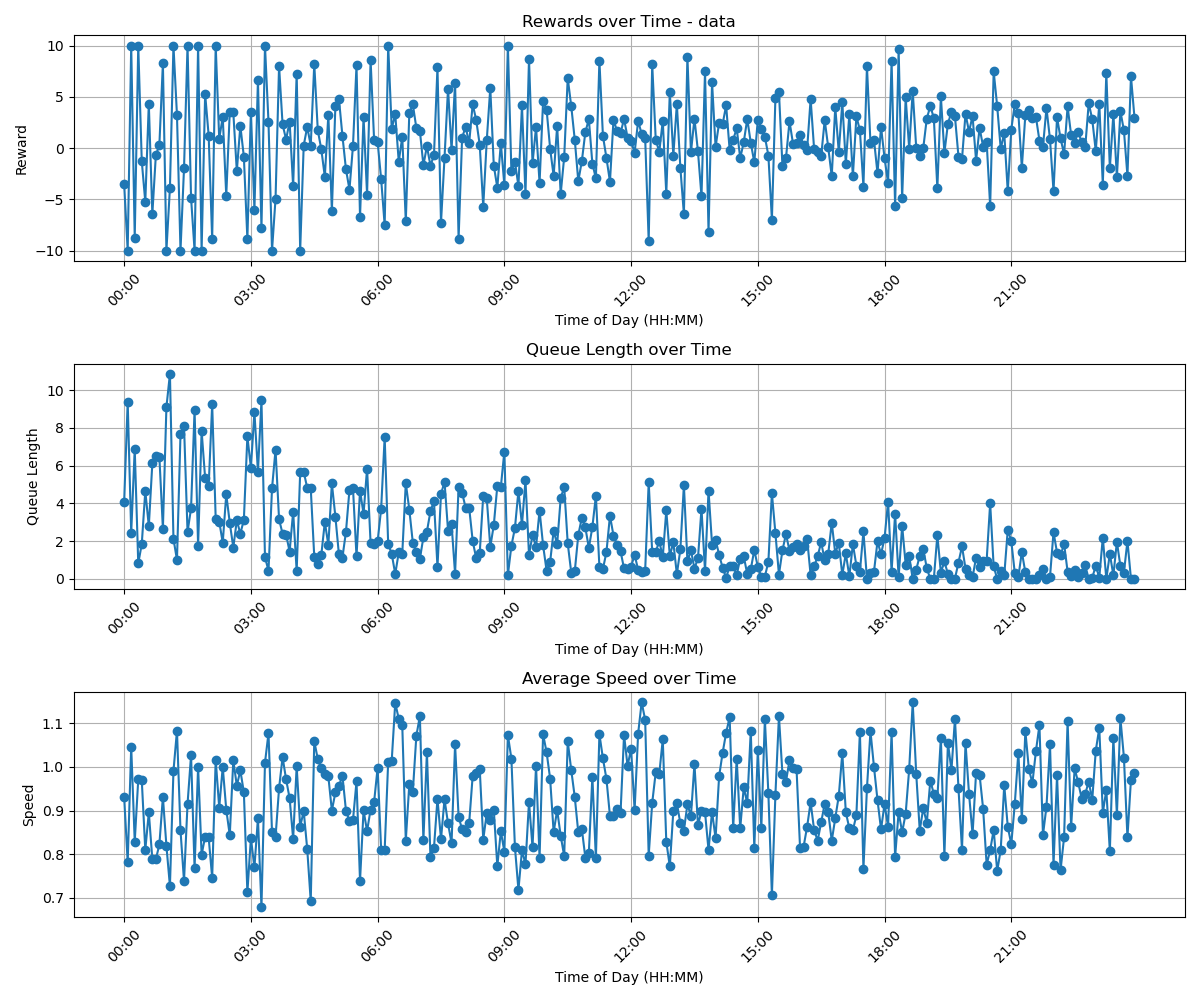 Rewards over Time - data
10
5
0
−5
−10
Reward
00:00 03:00 06:00 09:00 12:00 15:00 18:00 21:00
Time of Day (HH:MM)
Queue Length over Time
10
8
6
4
2
0
Queue Length
00:00 03:00 06:00 09:00 12:00 15:00 18:00 21:00
Time of Day (HH:MM)
Average Speed over Time
1.1
1.0
0.9
0.8
0.7
Speed
00:00 03:00 06:00 09:00 12:00 15:00 18:00 21:00
Time of Day (HH:MM)